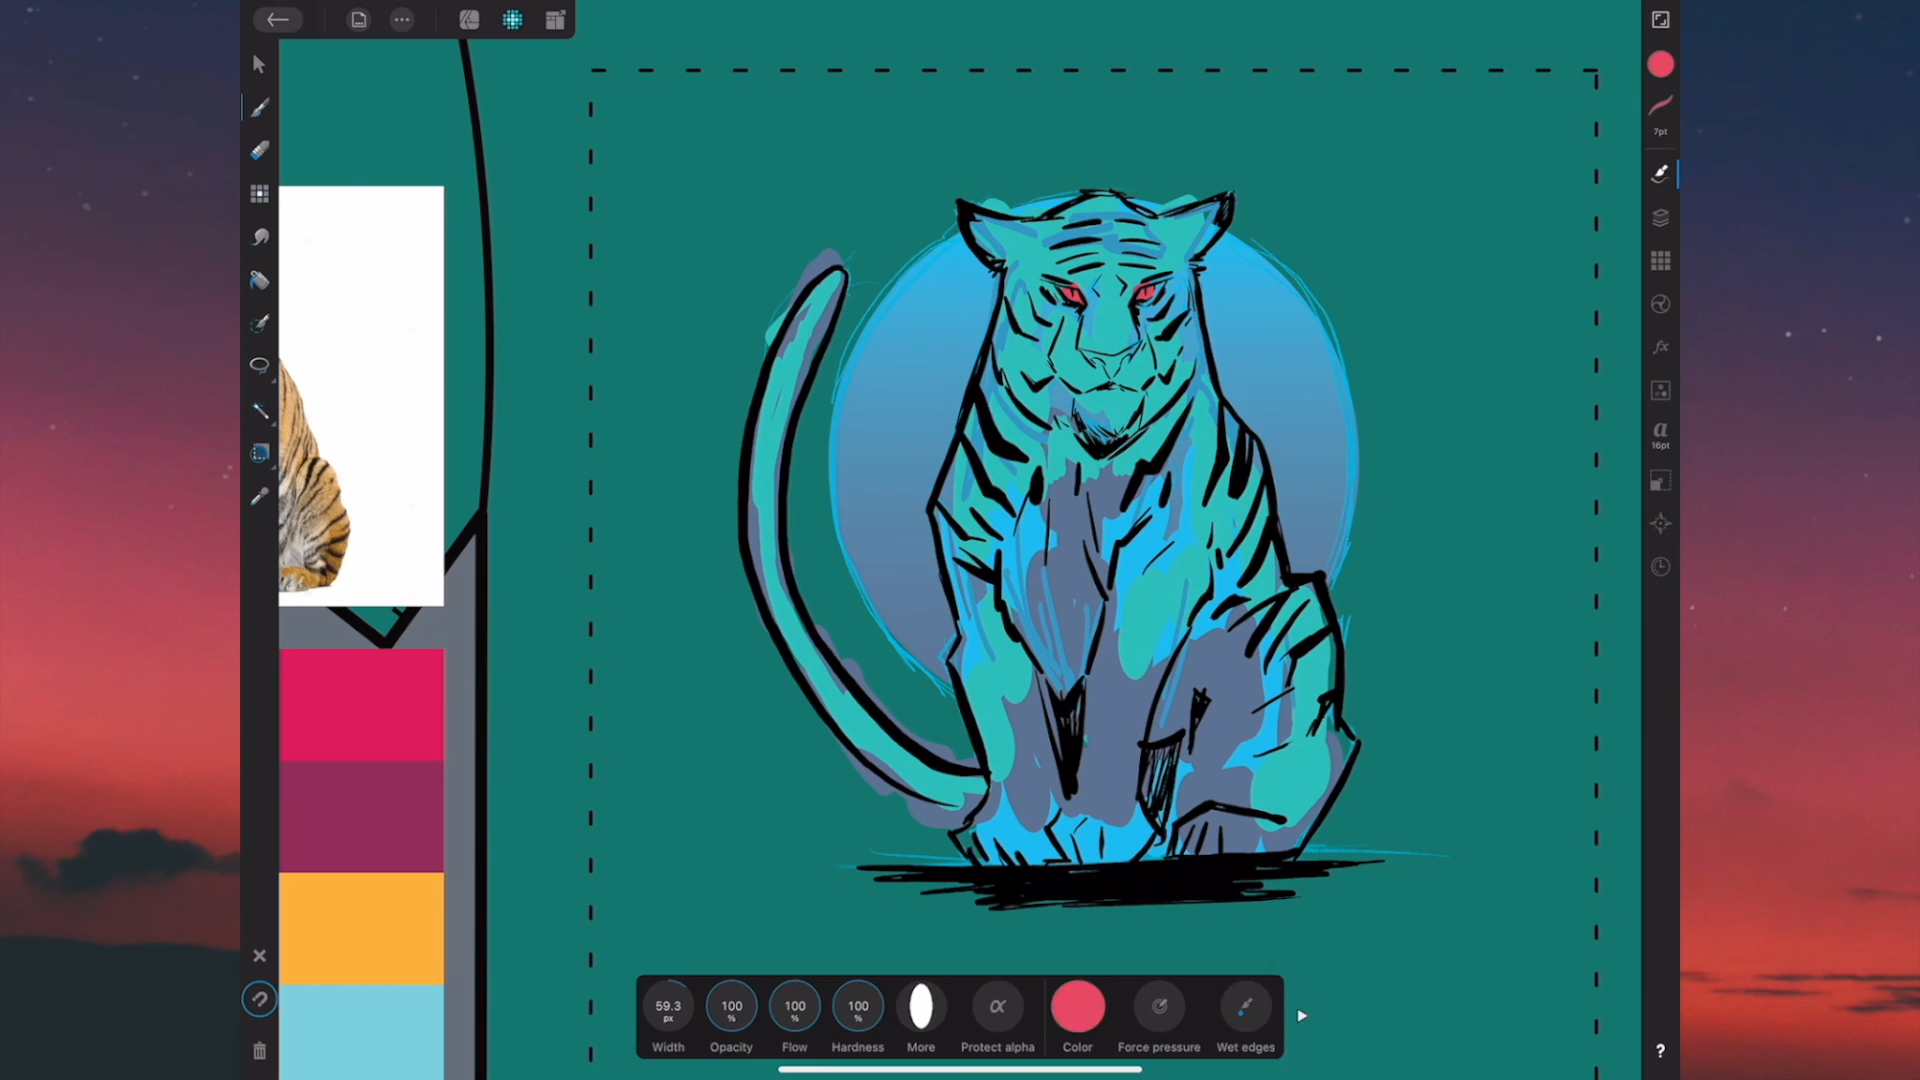 7pt
fx
a
16pt
59.3
px
100
%
100
%
100
%
α
Width
Opacity
Flow
Hardness
More
Protect alpha
Color
Force pressure
Wet edges
?